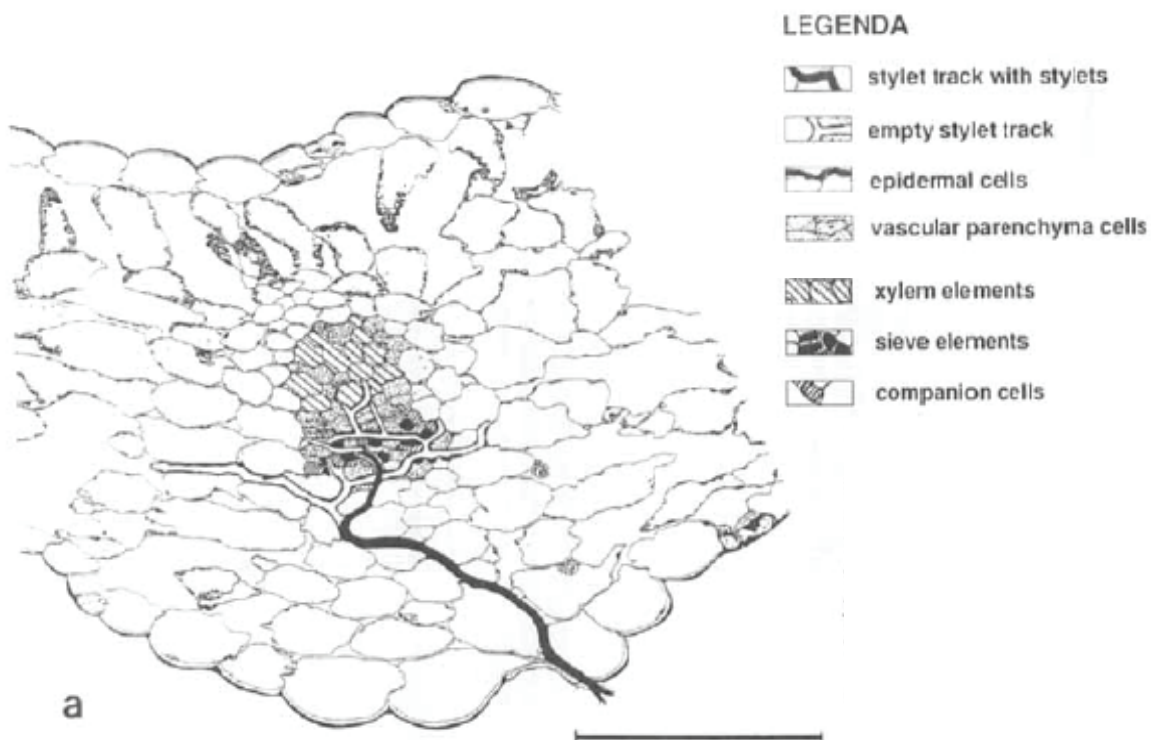 LEGENDA
stylet track with stylets
empty stylet track
epidermal cells
vascular parenchyma cells
xylem elements
sieve elements
companion cells
a